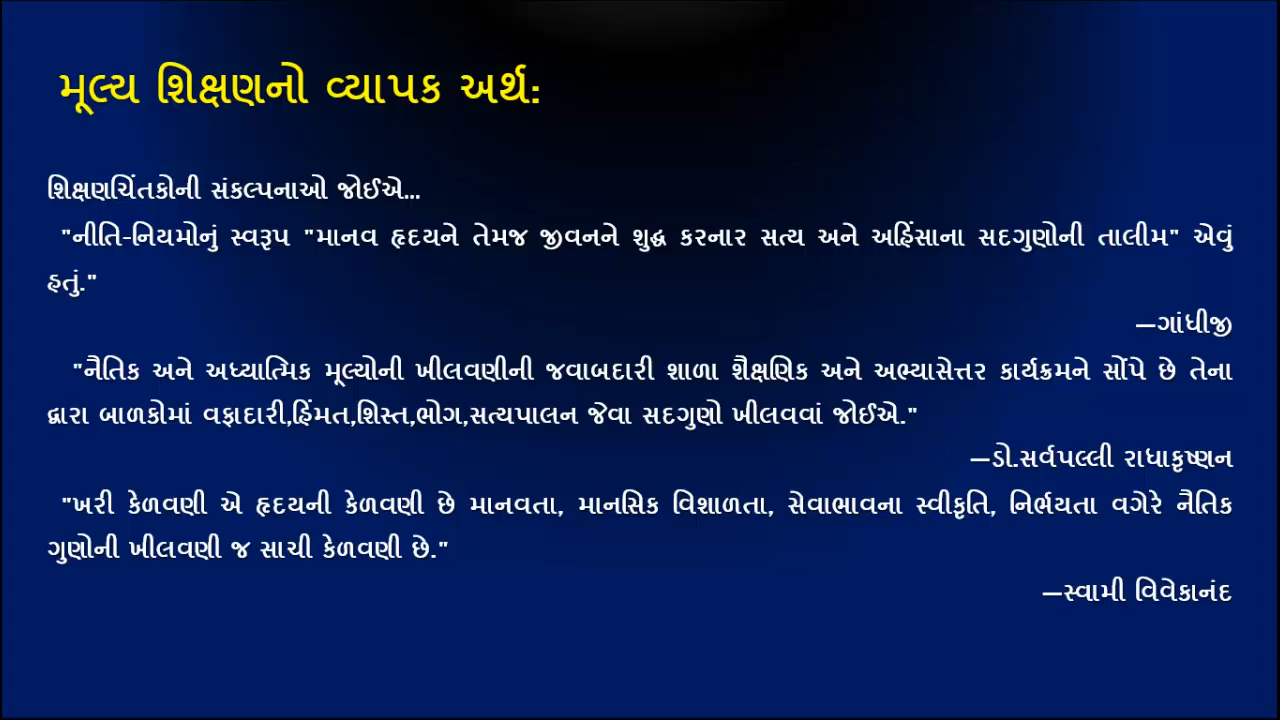 મૂલ્ય શિક્ષણનો વ્યાપક અર્થ:
શિક્ષણચિંતકોની સંકલ્પનાઓ જોઈએ...
"નીતિ-નિયમોનું સ્વરૂપ "માનવ હૃદયને તેમજ જીવનને શુદ્ધ કરનાર સત્ય અને અહિંસાના સદગુણોની તાલીમ" એવું
હતું."
—ગાંધીજી
"નૈતિક અને અધ્યાત્મિક મૂલ્યોની ખીલવણીની જવાબદારી શાળા શૈક્ષણિક અને અભ્યાસેત્તર કાર્યક્રમને સોંપે છે તેના
દ્વારા બાળકોમાં વફાદારી,હિંમત,શિસ્ત,ભોગ,સત્યપાલન જેવા સદગુણો ખીલવવાં જોઈએ."
—ડો.સર્વપલ્લી રાધાકૃષ્ણન
"ખરી કેળવણી એ હૃદયની કેળવણી છે માનવતા, માનસિક વિશાળતા, સેવાભાવના સ્વીકૃતિ, નિર્ભયતા વગેરે નૈતિક
ગુણોની ખીલવણી જ સાચી કેળવણી છે."
—સ્વામી વિવેકાનંદ